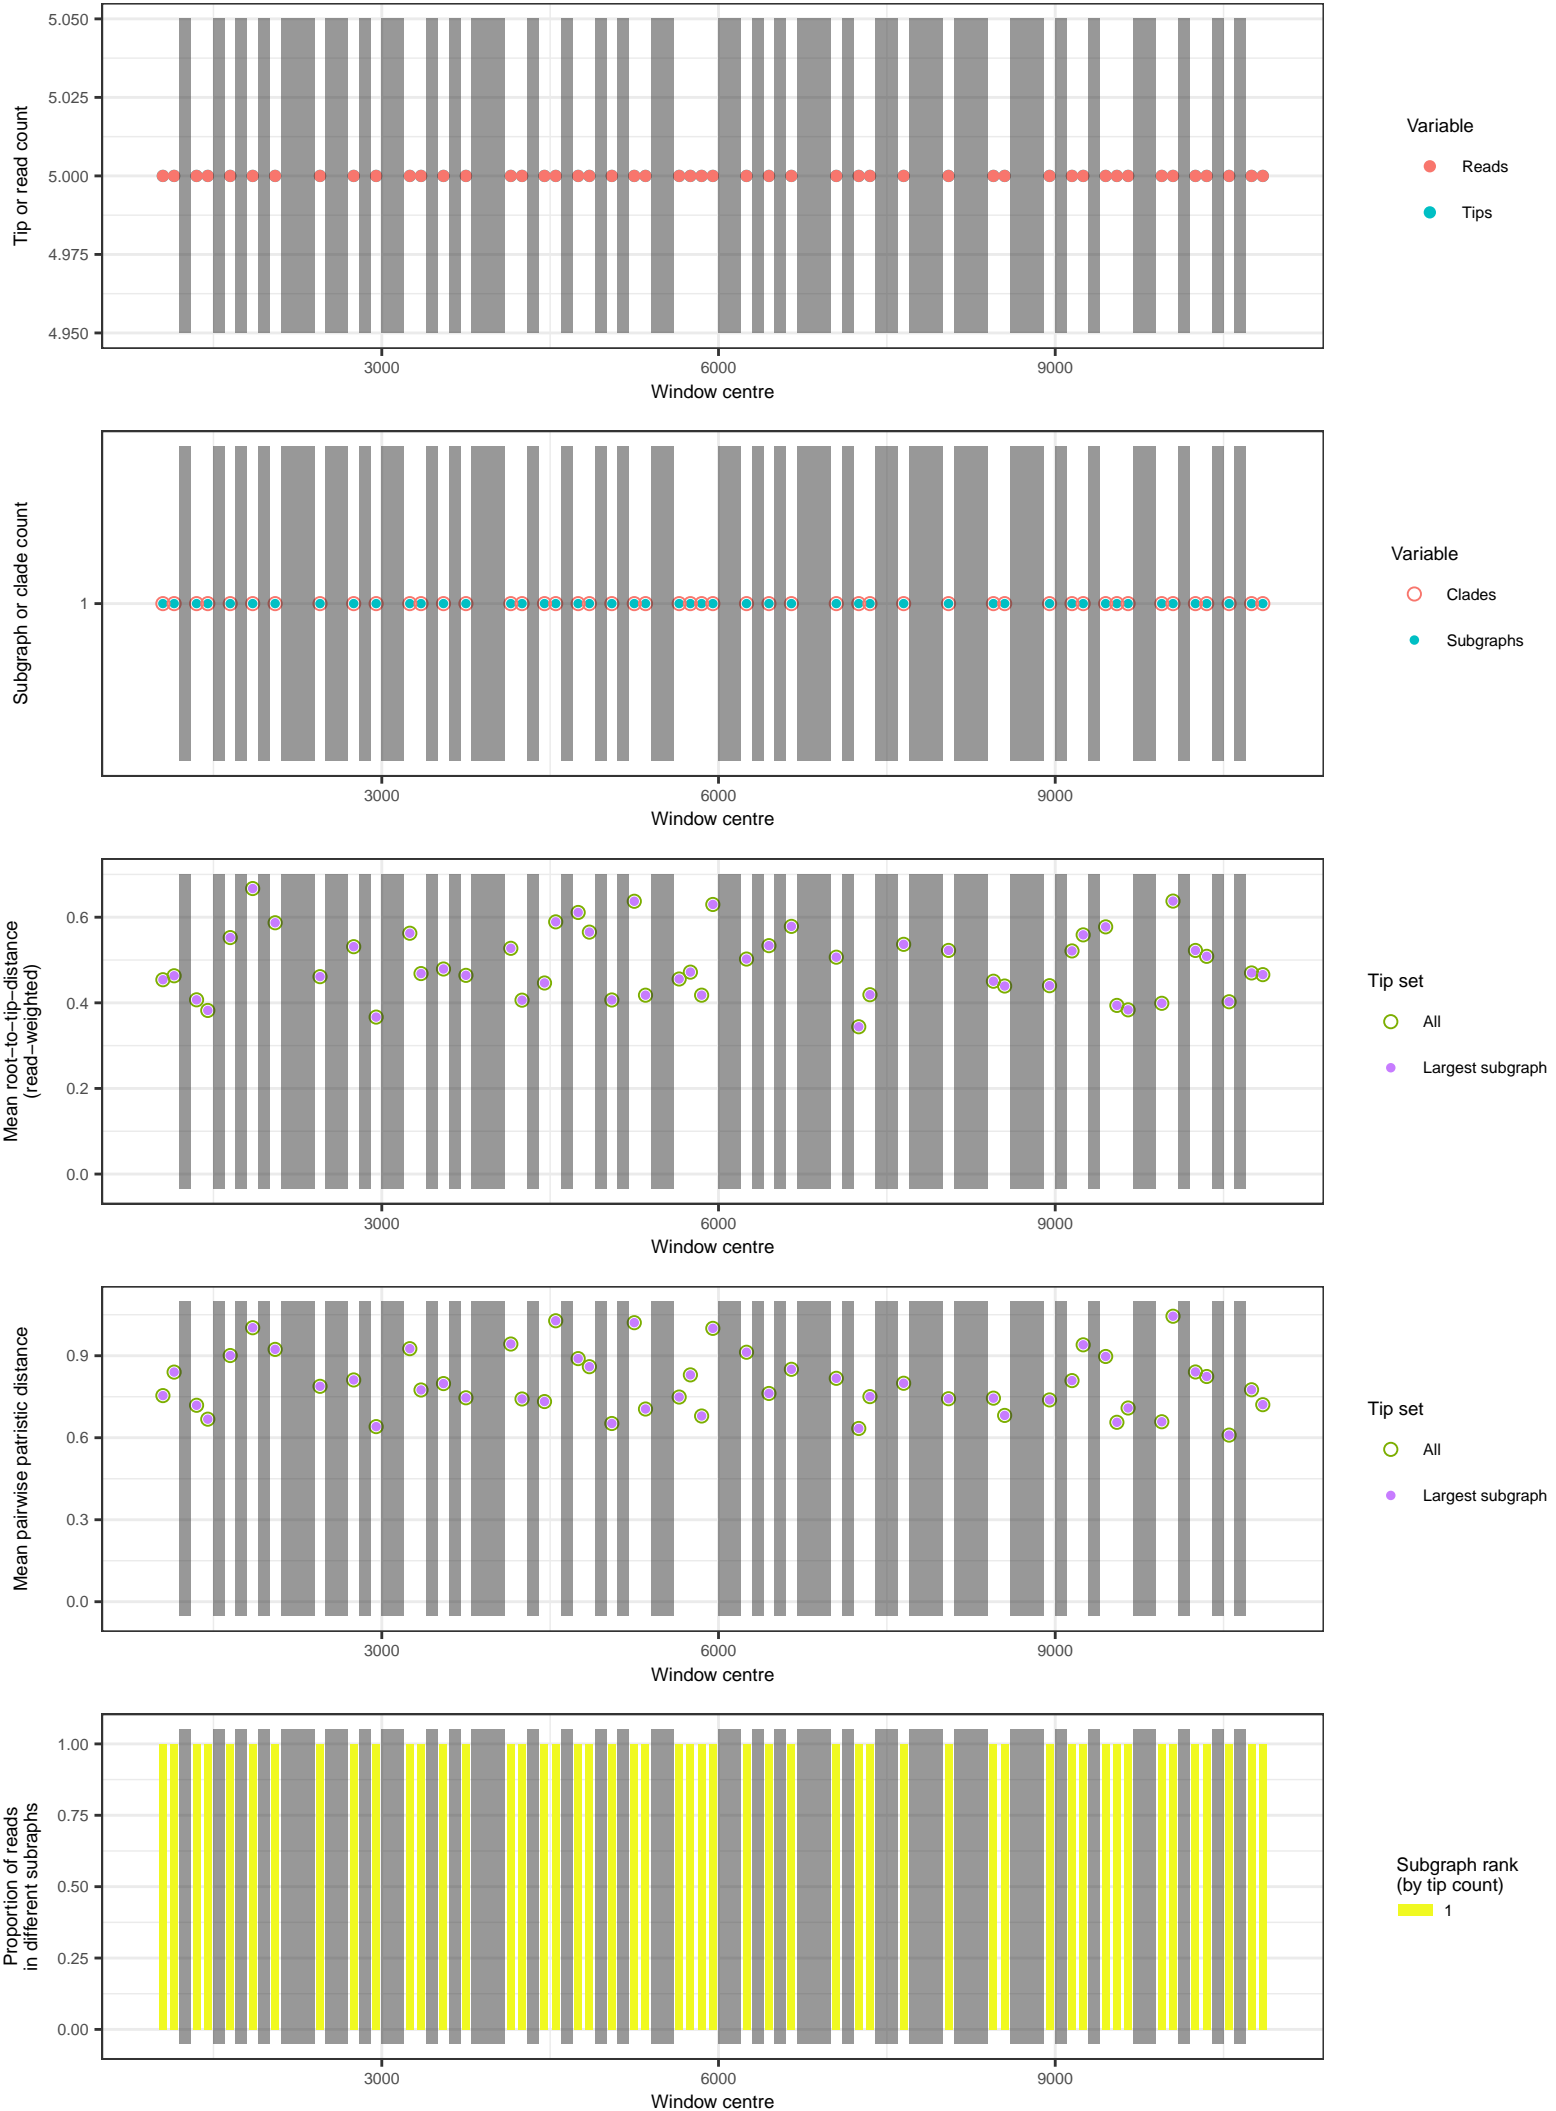 5.050
5.025
5.000
4.975
4.950
Tip or read count
3000 6000 9000
Window centre
Variable
Reads
Tips
1
Subgraph or clade count
3000 6000 9000
Window centre
Variable
Clades
Subgraphs
0.6
0.4
0.2
0.0
Mean root−to−tip−distance
(read−weighted)
3000 6000 9000
Window centre
Tip set
All
Largest subgraph
0.9
0.6
0.3
0.0
Mean pairwise patristic distance
3000 6000 9000
Window centre
Tip set
All
Largest subgraph
1.00
0.75
0.50
0.25
0.00
Proportion of reads
in different subraphs
3000 6000 9000
Window centre
Subgraph rank
(by tip count)
1